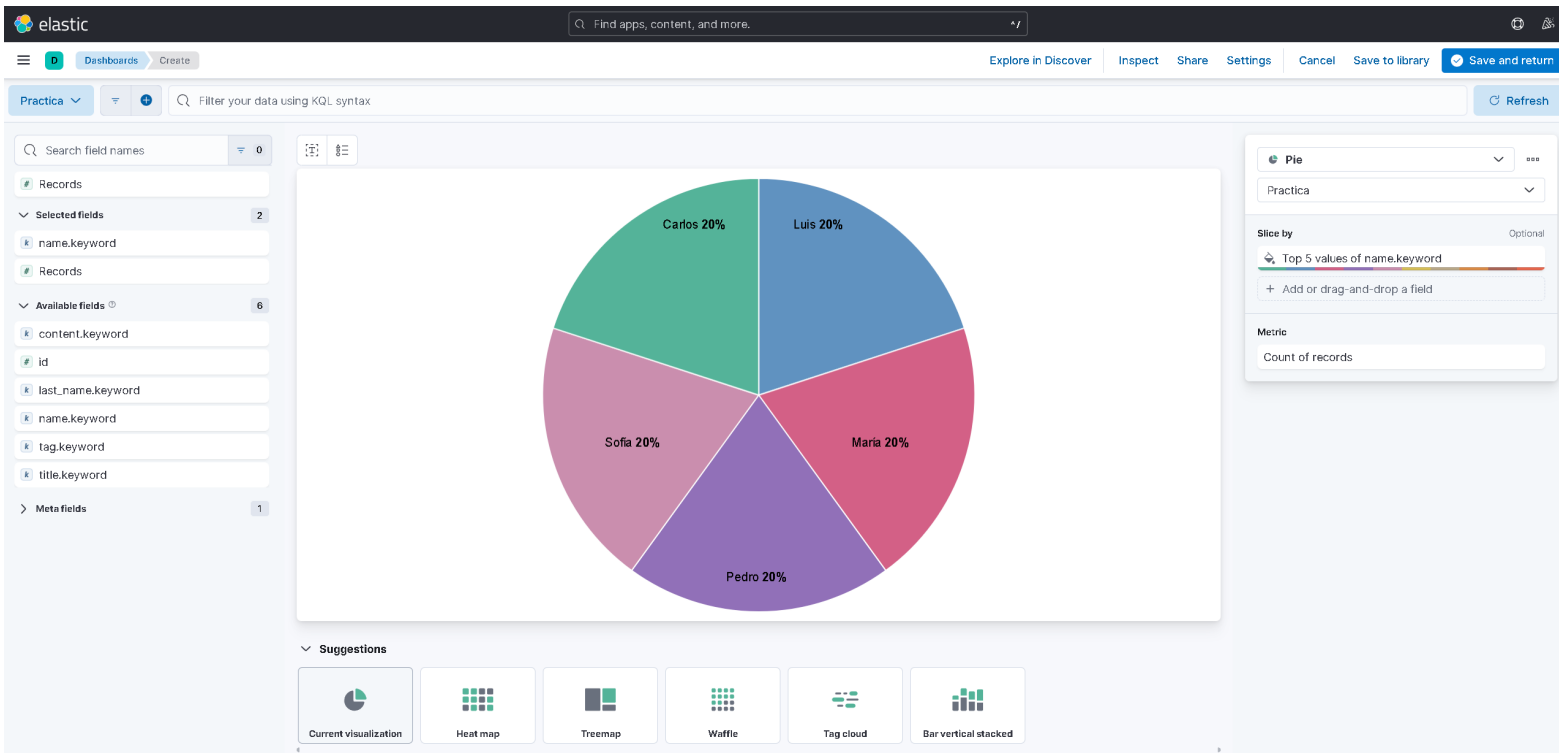 elastic
Find apps, content, and more.
^/
D
Dashboards
Create
Explore in Discover
Inspect
Share
Settings
Cancel
Save to library
Save and return
Practica
Filter your data using KQL syntax
Refresh
Search field names
0
# Records
Selected fields
2
k name.keyword
# Records
Available fields
6
k content.keyword
# id
k last_name.keyword
k name.keyword
k tag.keyword
k title.keyword
Meta fields
1
Carlos 20%
Luis 20%
Sofia 20%
Maria 20%
Pedro 20%
Suggestions
Current visualization
Heat map
Treemap
Waffle
Tag cloud
Bar vertical stacked
Pie
Practica
Slice by
Optional
Top 5 values of name.keyword
+ Add or drag-and-drop a field
Metric
Count of records